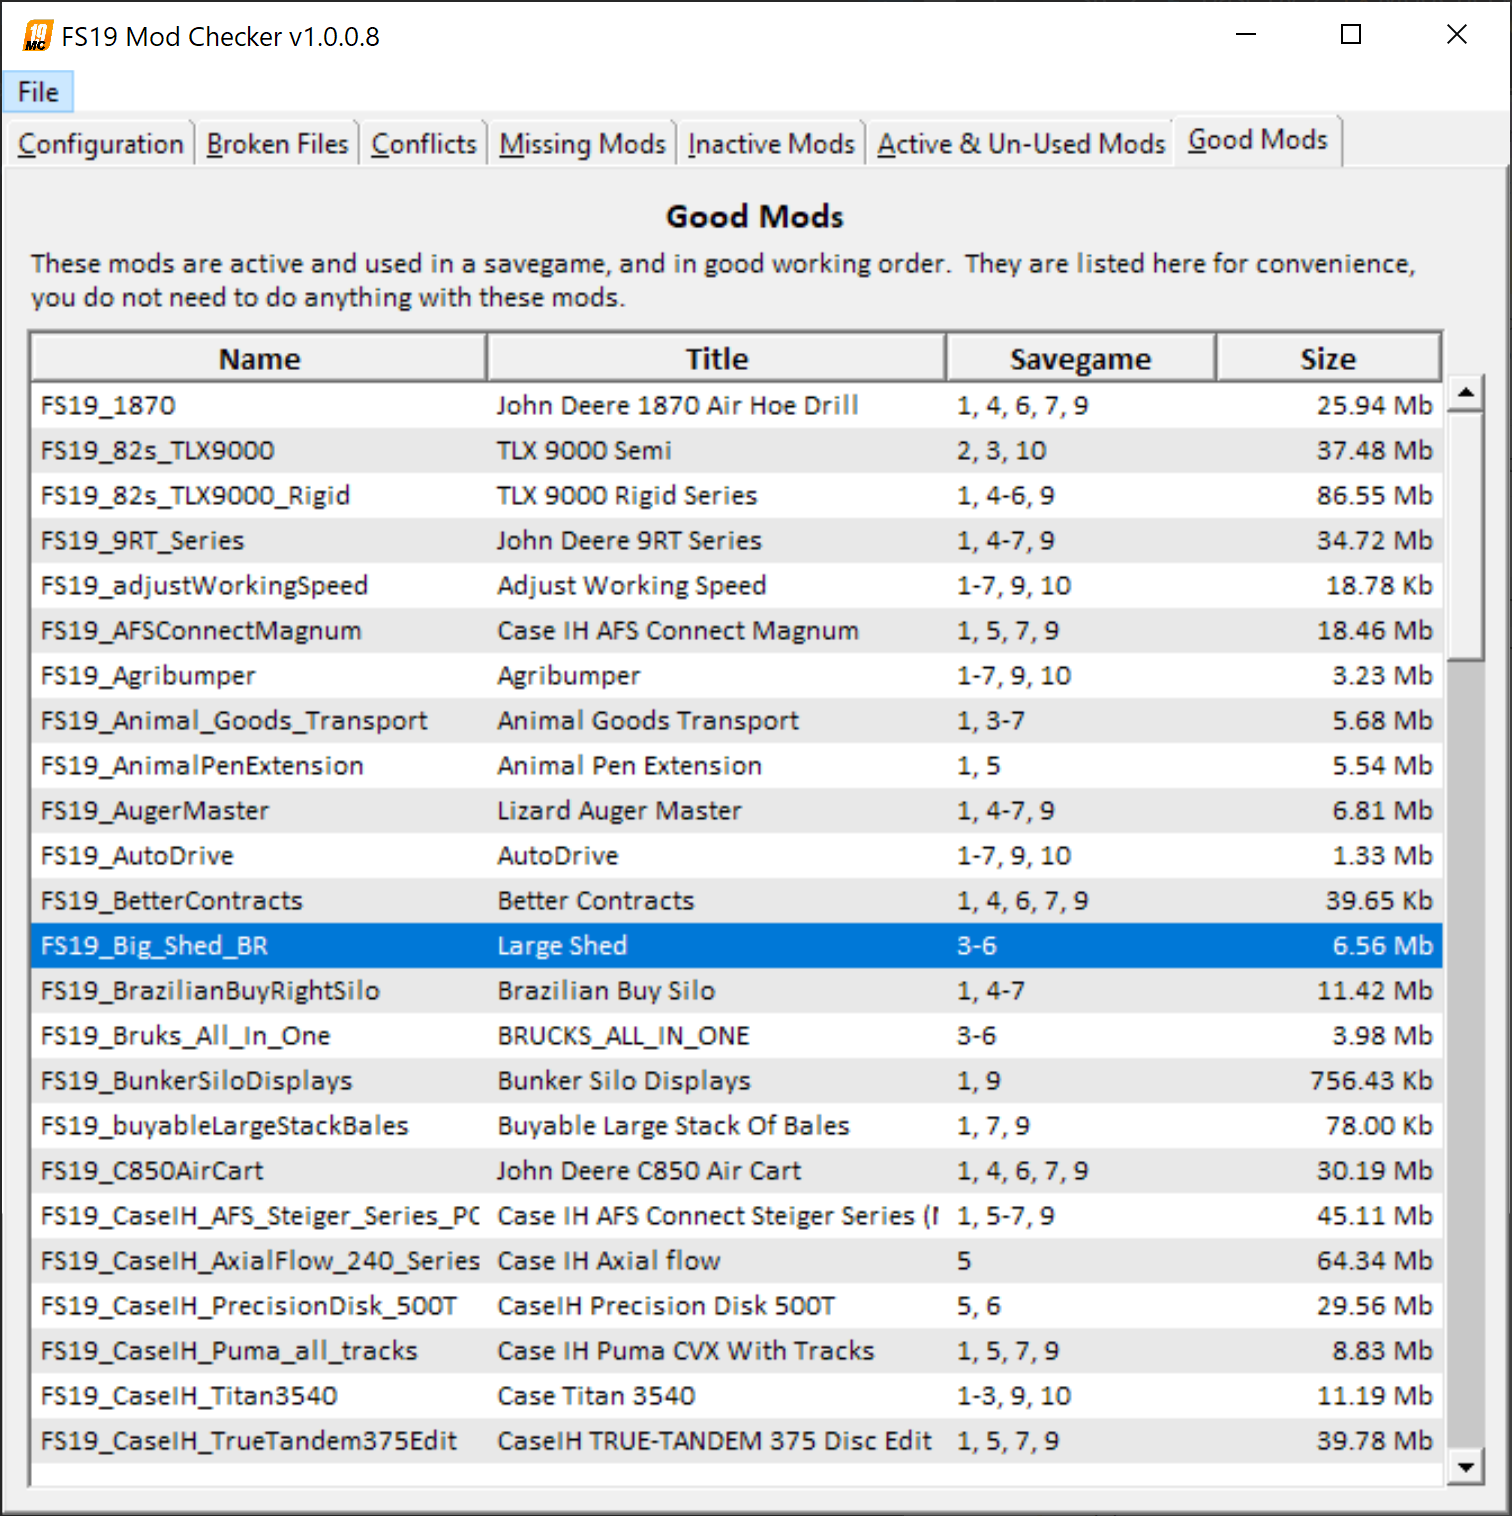 19 MC FS19 Mod Checker v1.0.0.8
File
Configuration Broken Files Conflicts Missing Mods Inactive Mods Active & Un-Used Mods Good Mods
Good Mods
These mods are active and used in a savegame, and in good working order. They are listed here for convenience,
you do not need to do anything with these mods.
Name Title Savegame Size
FS19_1870 John Deere 1870 Air Hoe Drill 1, 4, 6, 7, 9 25.94 Mb
FS19_82s_TLX9000 TLX 9000 Semi 2, 3, 10 37.48 Mb
FS19_82s_TLX9000_Rigid TLX 9000 Rigid Series 1, 4-6, 9 86.55 Mb
FS19_9RT_Series John Deere 9RT Series 1, 4-7, 9 34.72 Mb
FS19_adjustWorkingSpeed Adjust Working Speed 1-7, 9, 10 18.78 Kb
FS19_AFSConnectMagnum Case IH AFS Connect Magnum 1, 5, 7, 9 18.46 Mb
FS19_Agribumper Agribumper 1-7, 9, 10 3.23 Mb
FS19_Animal_Goods_Transport Animal Goods Transport 1, 3-7 5.68 Mb
FS19_AnimalPenExtension Animal Pen Extension 1, 5 5.54 Mb
FS19_AugerMaster Lizard Auger Master 1, 4-7, 9 6.81 Mb
FS19_AutoDrive AutoDrive 1-7, 9, 10 1.33 Mb
FS19_BetterContracts Better Contracts 1, 4, 6, 7, 9 39.65 Kb
FS19_Big_Shed_BR Large Shed 3-6 6.56 Mb
FS19_BrazilianBuyRightSilo Brazilian Buy Silo 1, 4-7 11.42 Mb
FS19_Bruks_All_In_One BRUCKS_ALL_IN_ONE 3-6 3.98 Mb
FS19_BunkerSiloDisplays Bunker Silo Displays 1, 9 756.43 Kb
FS19_buyableLargeStackBales Buyable Large Stack Of Bales 1, 7, 9 78.00 Kb
FS19_C850AirCart John Deere C850 Air Cart 1, 4, 6, 7, 9 30.19 Mb
FS19_CaseIH_AFS_Steiger_Series_PC Case IH AFS Connect Steiger Series ( 1, 5-7, 9 45.11 Mb
FS19_CaseIH_AxialFlow_240_Series Case IH Axial flow 5 64.34 Mb
FS19_CaseIH_PrecisionDisk_500T CaseIH Precision Disk 500T 5, 6 29.56 Mb
FS19_CaseIH_Puma_all_tracks Case IH Puma CVX With Tracks 1, 5, 7, 9 8.83 Mb
FS19_CaseIH_Titan3540 Case Titan 3540 1-3, 9, 10 11.19 Mb
FS19_CaseIH_TrueTandem375Edit CaseIH TRUE-TANDEM 375 Disc Edit 1, 5, 7, 9 39.78 Mb